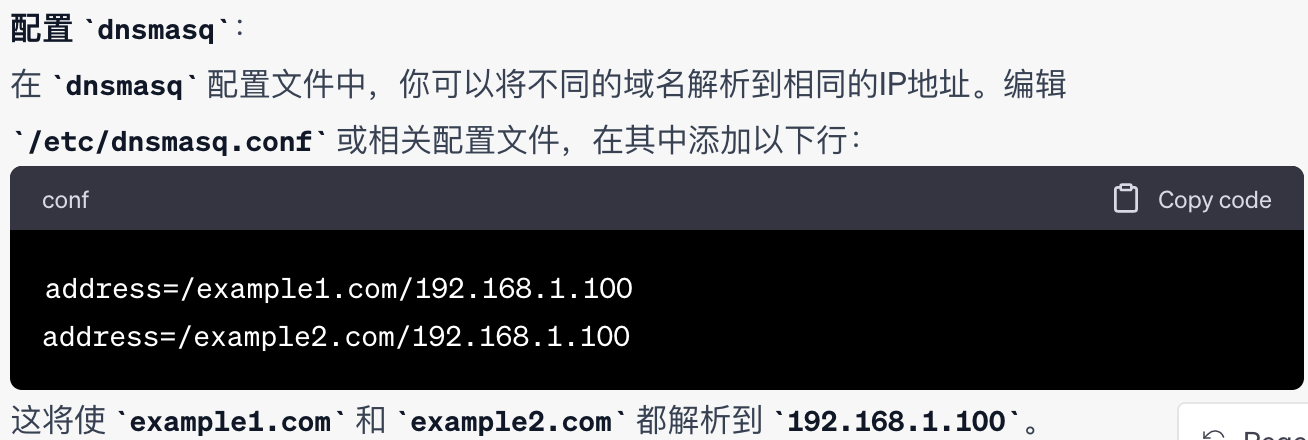 配置 `dnsmasq`：
在 `dnsmasq` 配置文件中，你可以将不同的域名解析到相同的IP地址。编辑
`/etc/dnsmasq.conf` 或相关配置文件，在其中添加以下行：
conf Copy code
address=/example1.com/192.168.1.100
address=/example2.com/192.168.1.100
这将使 `example1.com` 和 `example2.com` 都解析到 `192.168.1.100`。